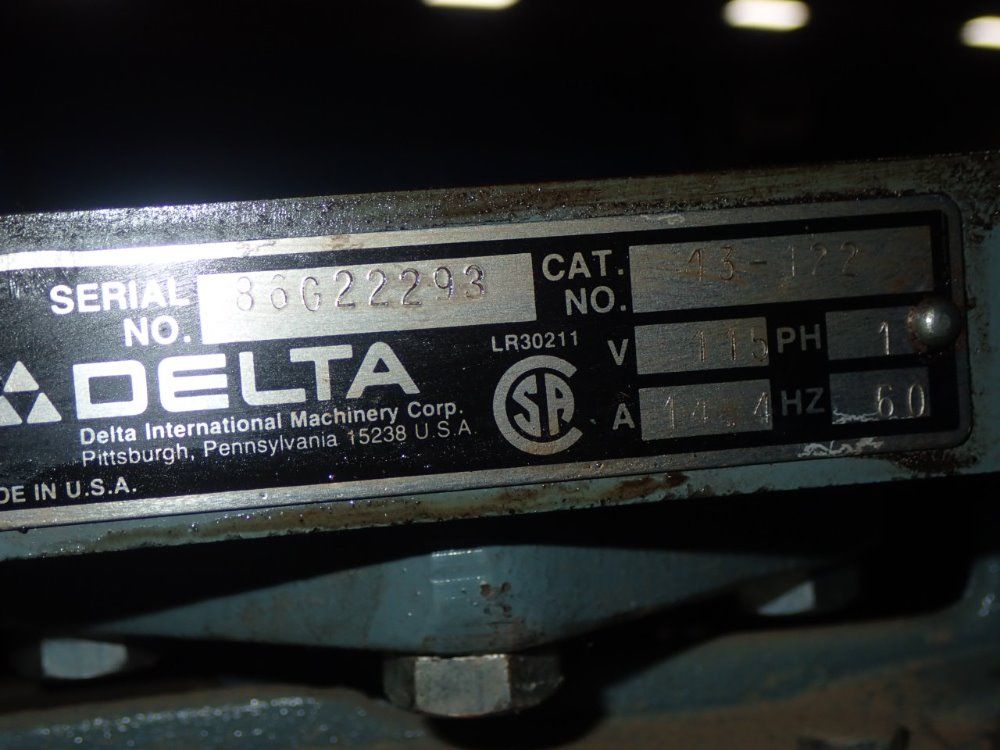 SERIAL NO. 86G22293
CAT. NO. 43-122
LR30211
V 115 PH 1
A 14.4 HZ 60
DELTA
Delta International Machinery Corp.
Pittsburgh, Pennsylvania 15238 U.S.A.
DE IN U.S.A.